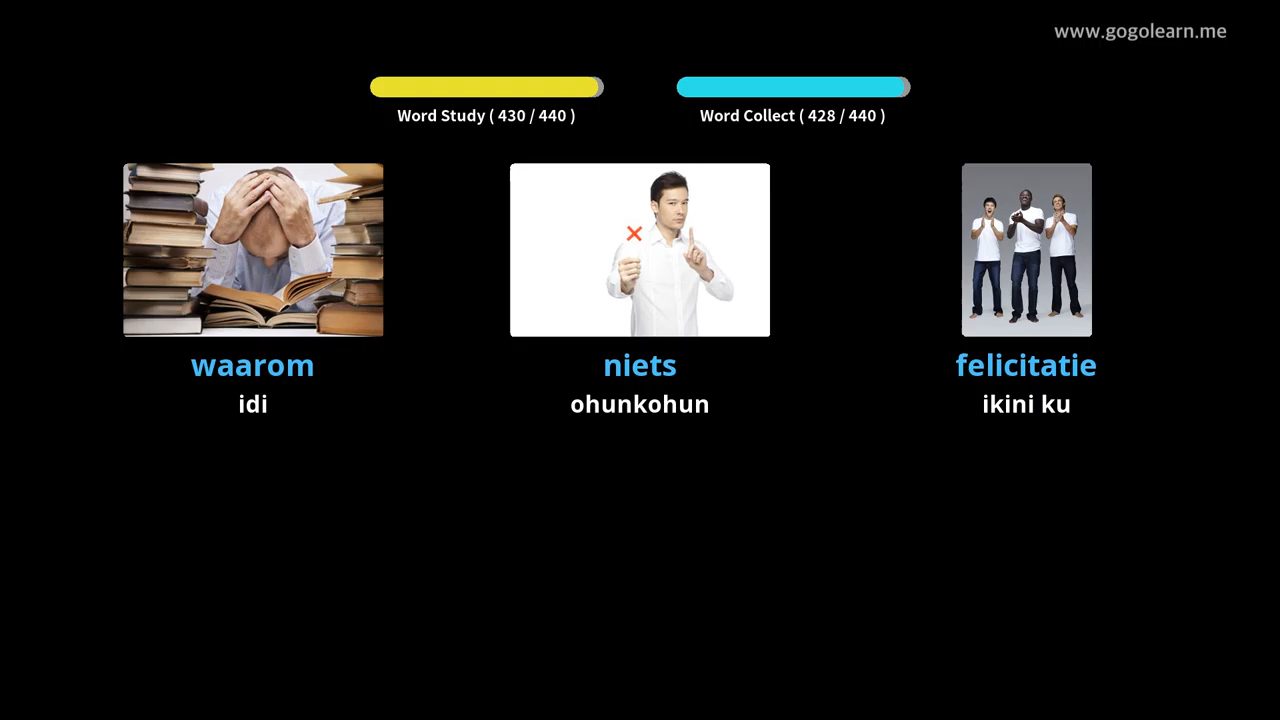 www.gogolearn.me
Word Study ( 430 / 440 )
Word Collect ( 428 / 440 )
waarom
idi
niets
ohunkohun
felicitatie
ikini ku